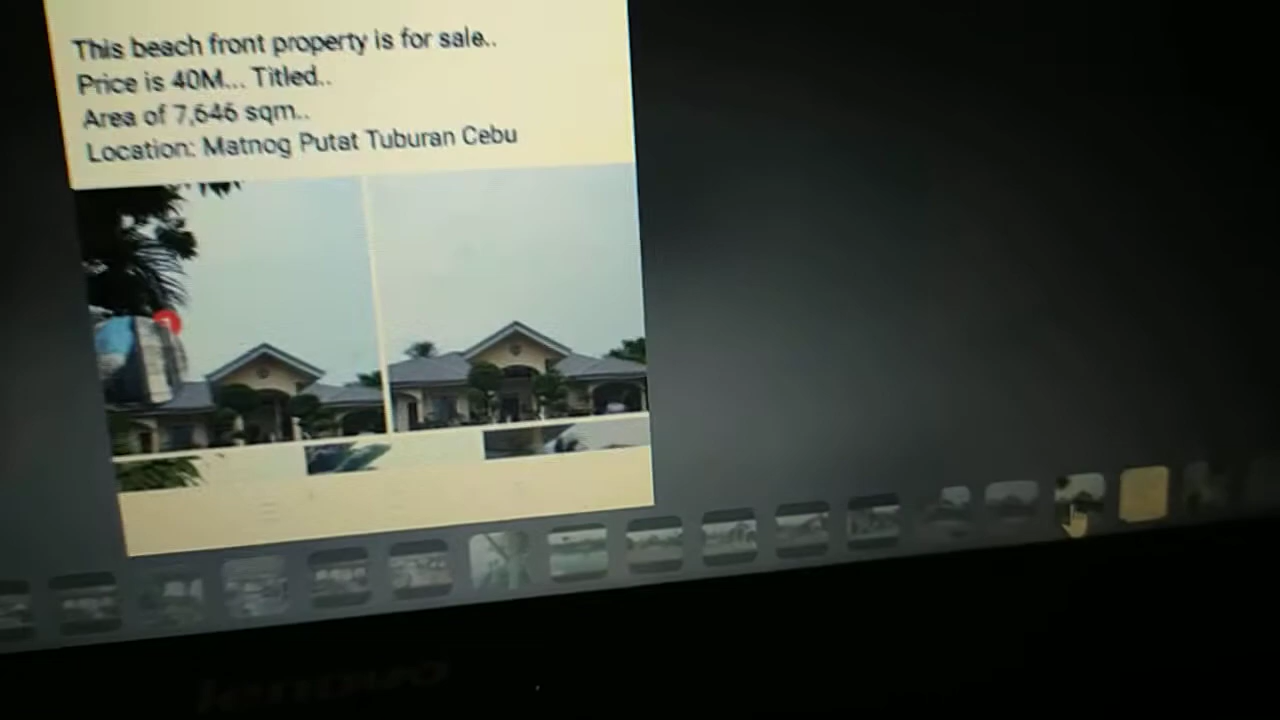 This beach front property is for sale..
Price is 40M... Titled..
Area of 7,646 sqm..
Location: Matnog Putat Tuburan Cebu
lenovo